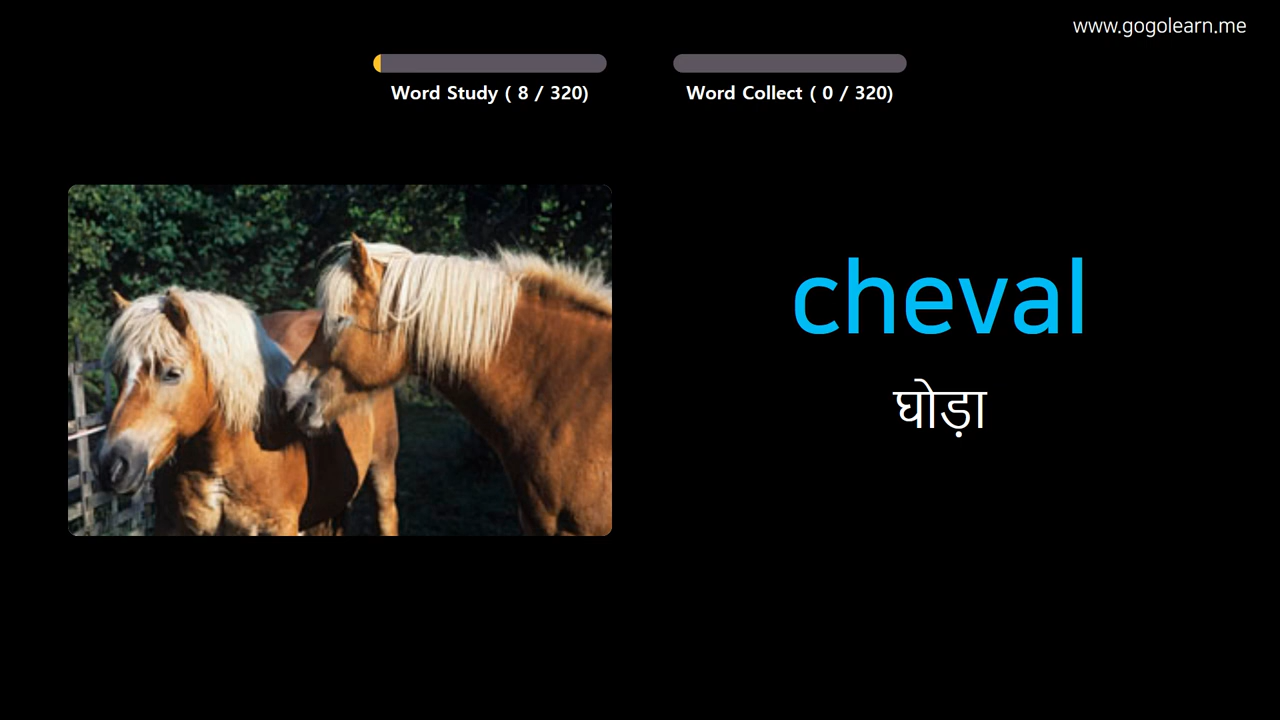 www.gogolearn.me
Word Study ( 8 / 320)
Word Collect ( 0 / 320)
cheval
घोड़ा